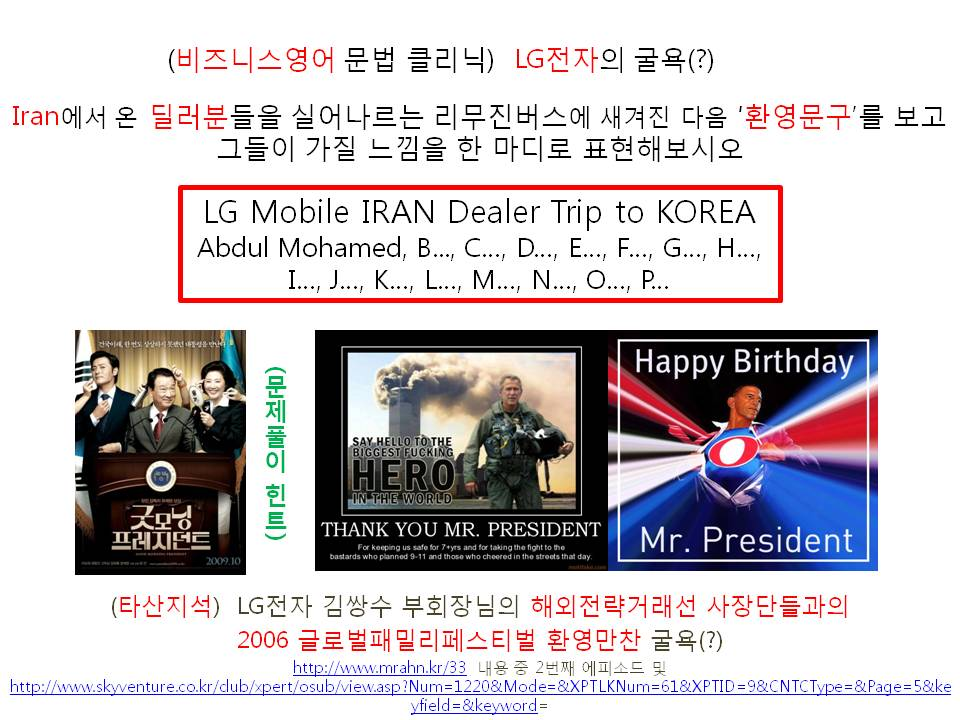 (비즈니스영어 문법 클리닉) LG전자의 굴욕(?)
Iran에서 온 딜러분들을 실어나르는 리무진버스에 새겨진 다음 '환영문구'를 보고
그들이 가질 느낌을 한 마디로 표현해보시오
LG Mobile IRAN Dealer Trip to KOREA
Abdul Mohamed, B…, C…, D…, E…, F…, G…, H…,
I…, J…, K…, L…, M…, N…, O…, P…
굿모닝
프레지던트
2009.10
(문제풀이 힌트)
SAY HELLO TO THE
BIGGEST FUCKING
HERO
IN THE WORLD
THANK YOU MR. PRESIDENT
For keeping us safe for 7+yrs and for taking the fight to the
bastards who planned 9-11 and those who cheered in the streets that day.
Happy Birthday
Mr. President
(타산지석) LG전자 김쌍수 부회장님의 해외전략거래선 사장단들과의
2006 글로벌패밀리페스티벌 환영만찬 굴욕(?)
http://www.mrahn.kr/33 내용 중 2번째 에피소드 및
http://www.skyventure.co.kr/club/xpert/osub/view.asp?Num=1220&Mode=&XPTLKNum=61&XPTID=9&CNTCType=&Page=5&ke
yfield=&keyword=